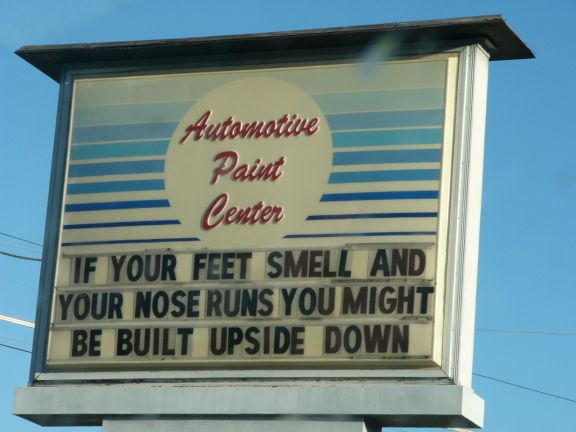 Automotive
Paint
Center
IF YOUR FEET SMELL AND
YOUR NOSE RUNS YOU MIGHT
BE BUILT UPSIDE DOWN